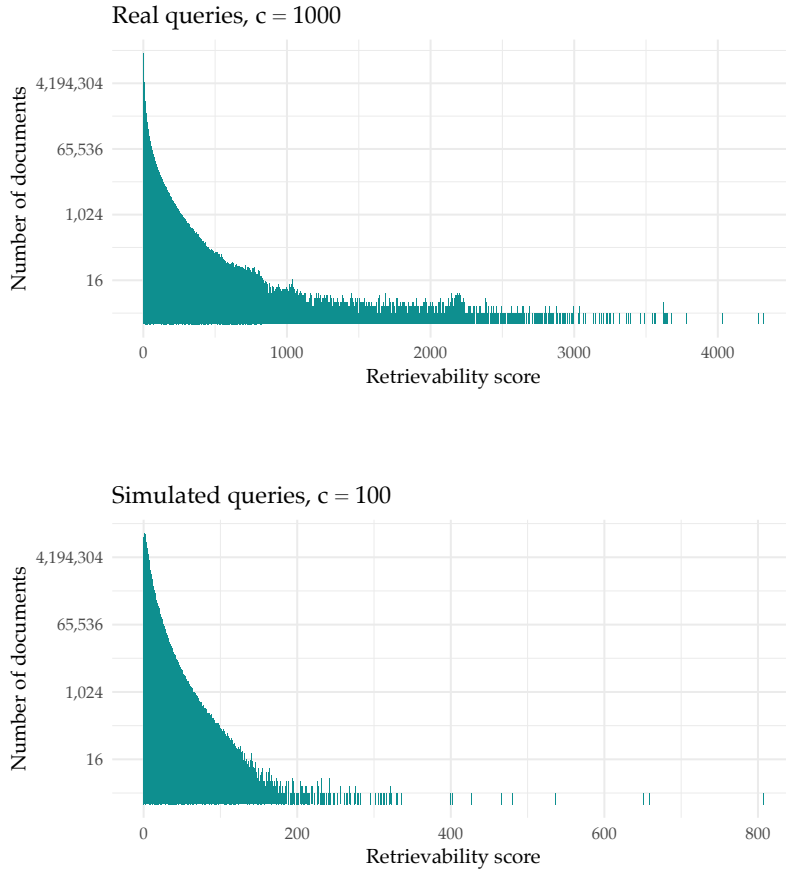 Real queries, c = 1000
Number of documents
4,194,304
65,536
1,024
16
0 1000 2000 3000 4000
Retrievability score
Simulated queries, c = 100
Number of documents
4,194,304
65,536
1,024
16
0 200 400 600 800
Retrievability score